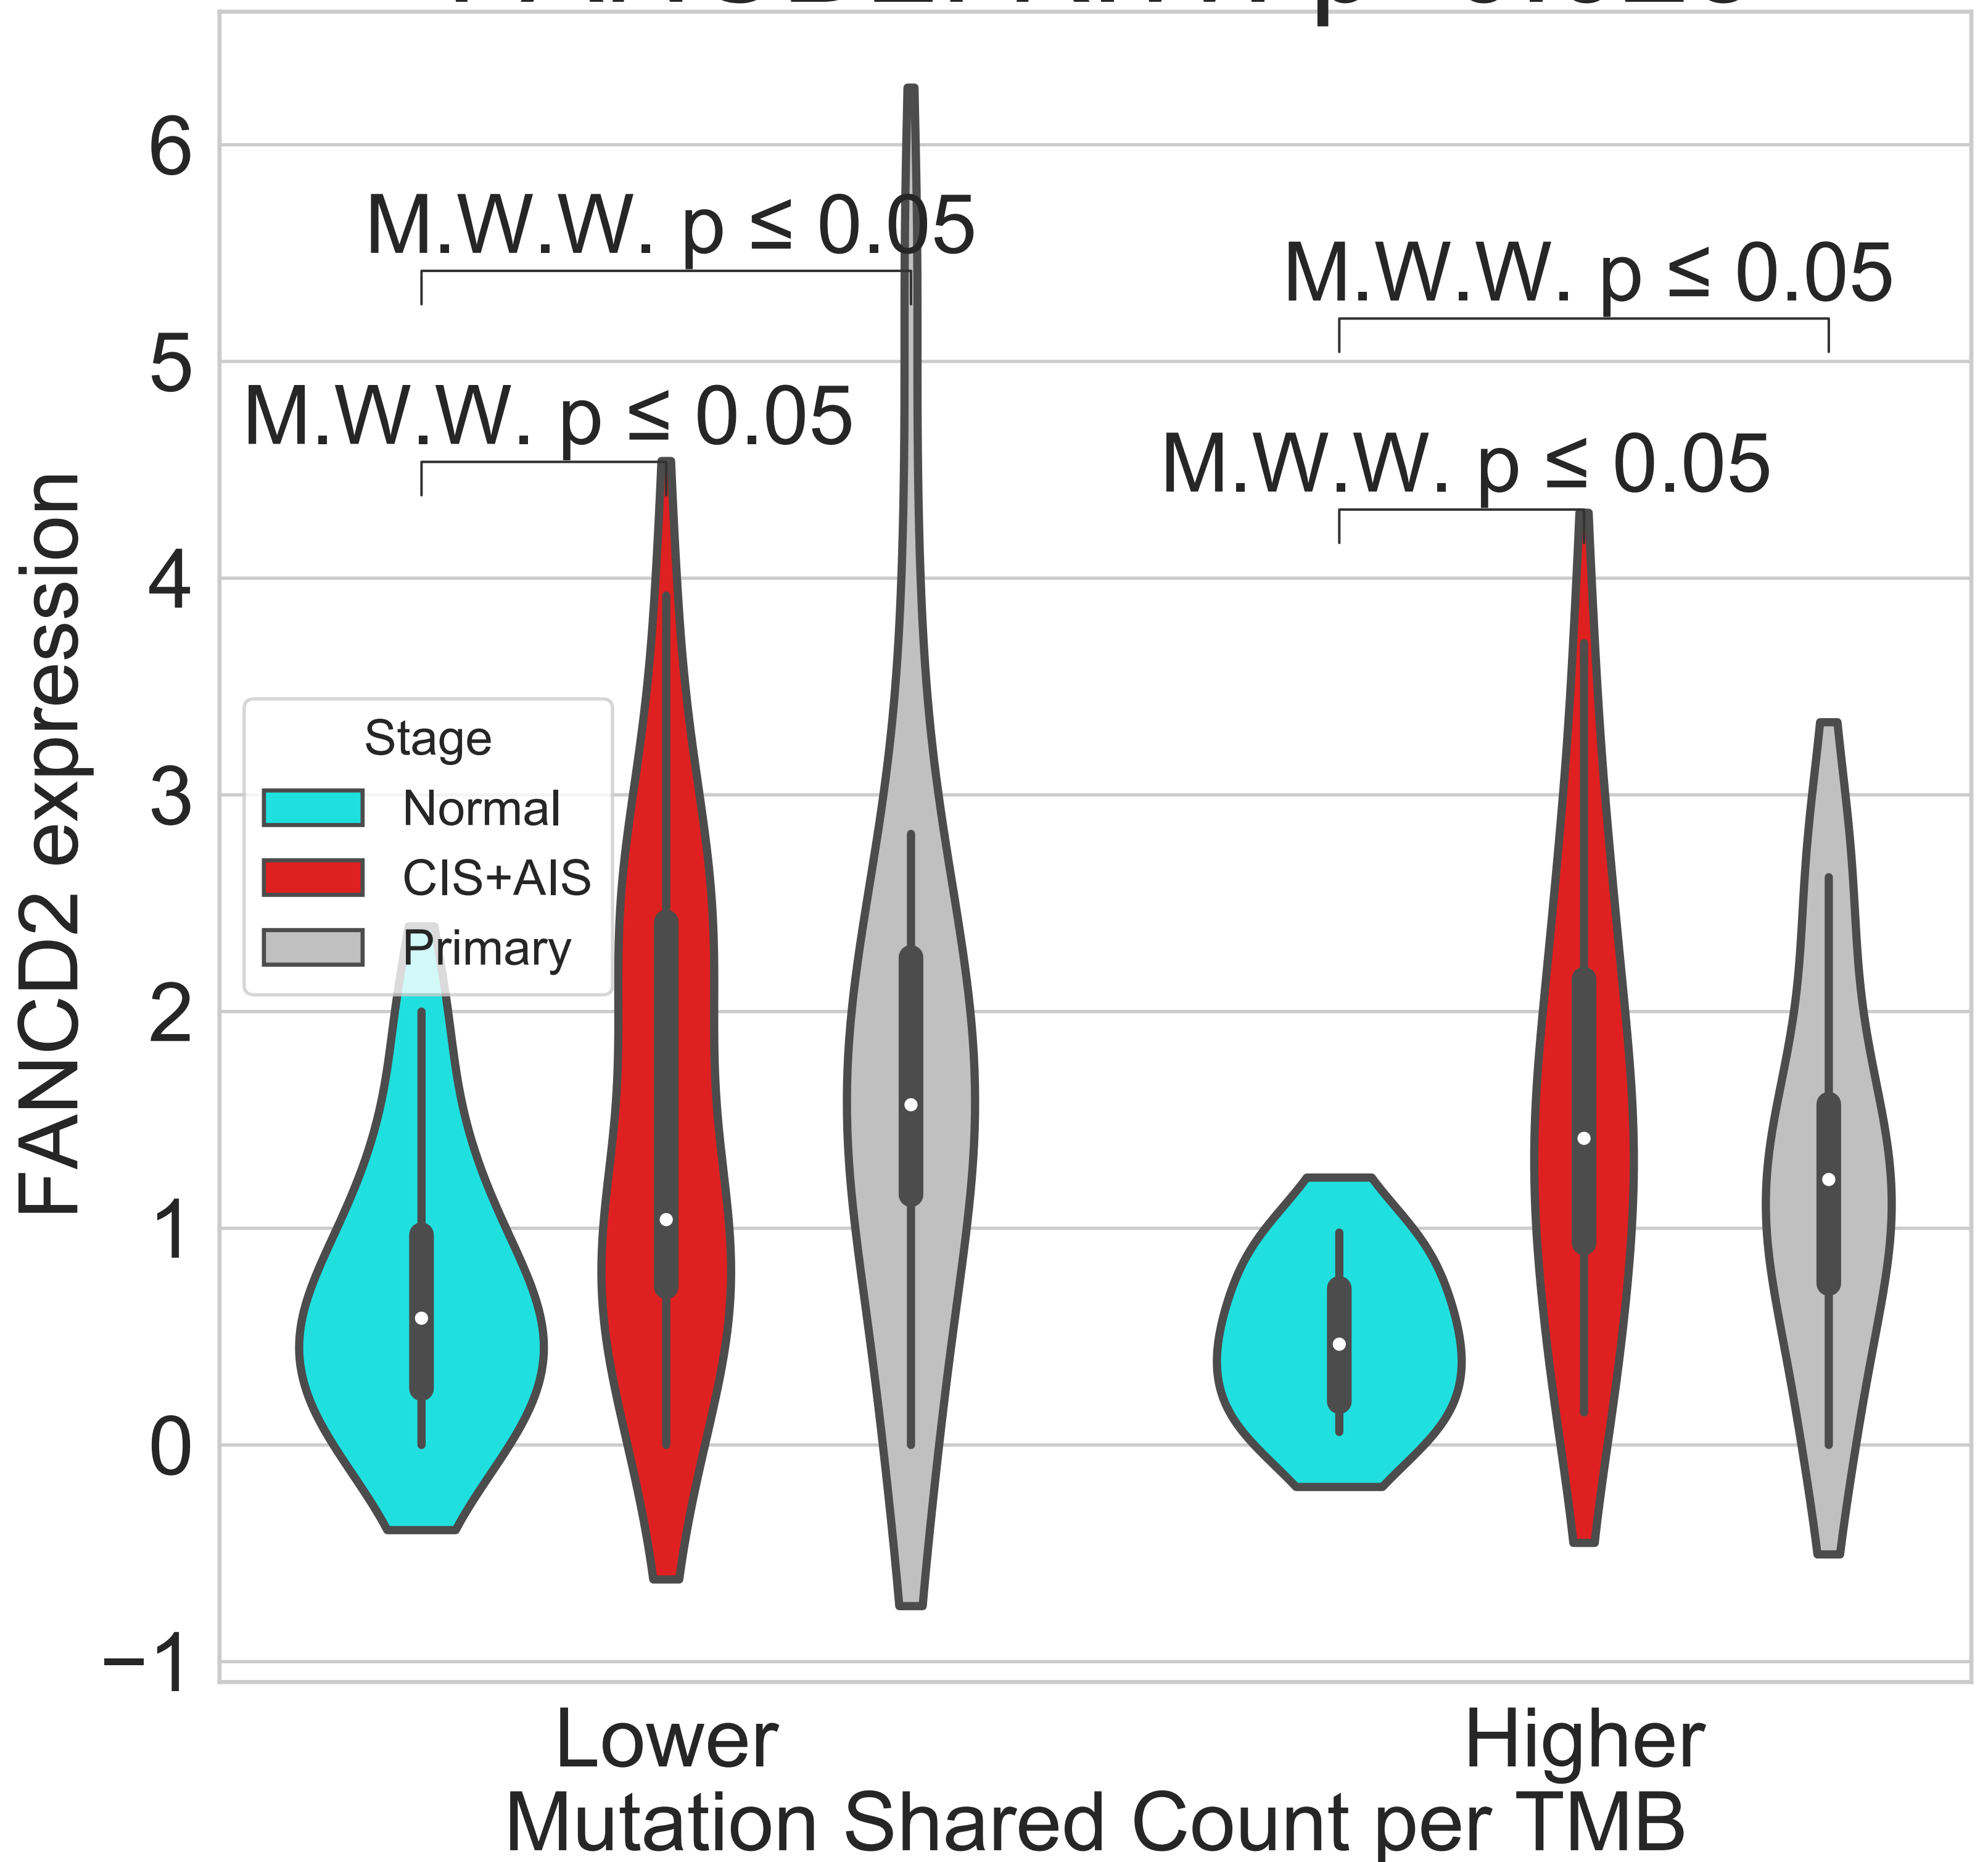 6
5
4
3
2
1
0
−1
FANCD2 expression
M.W.W. p ≤ 0.05
M.W.W. p ≤ 0.05
M.W.W. p ≤ 0.05
M.W.W. p ≤ 0.05
Stage
Normal
CIS+AIS
Primary
Lower
Higher
Mutation Shared Count per TMB